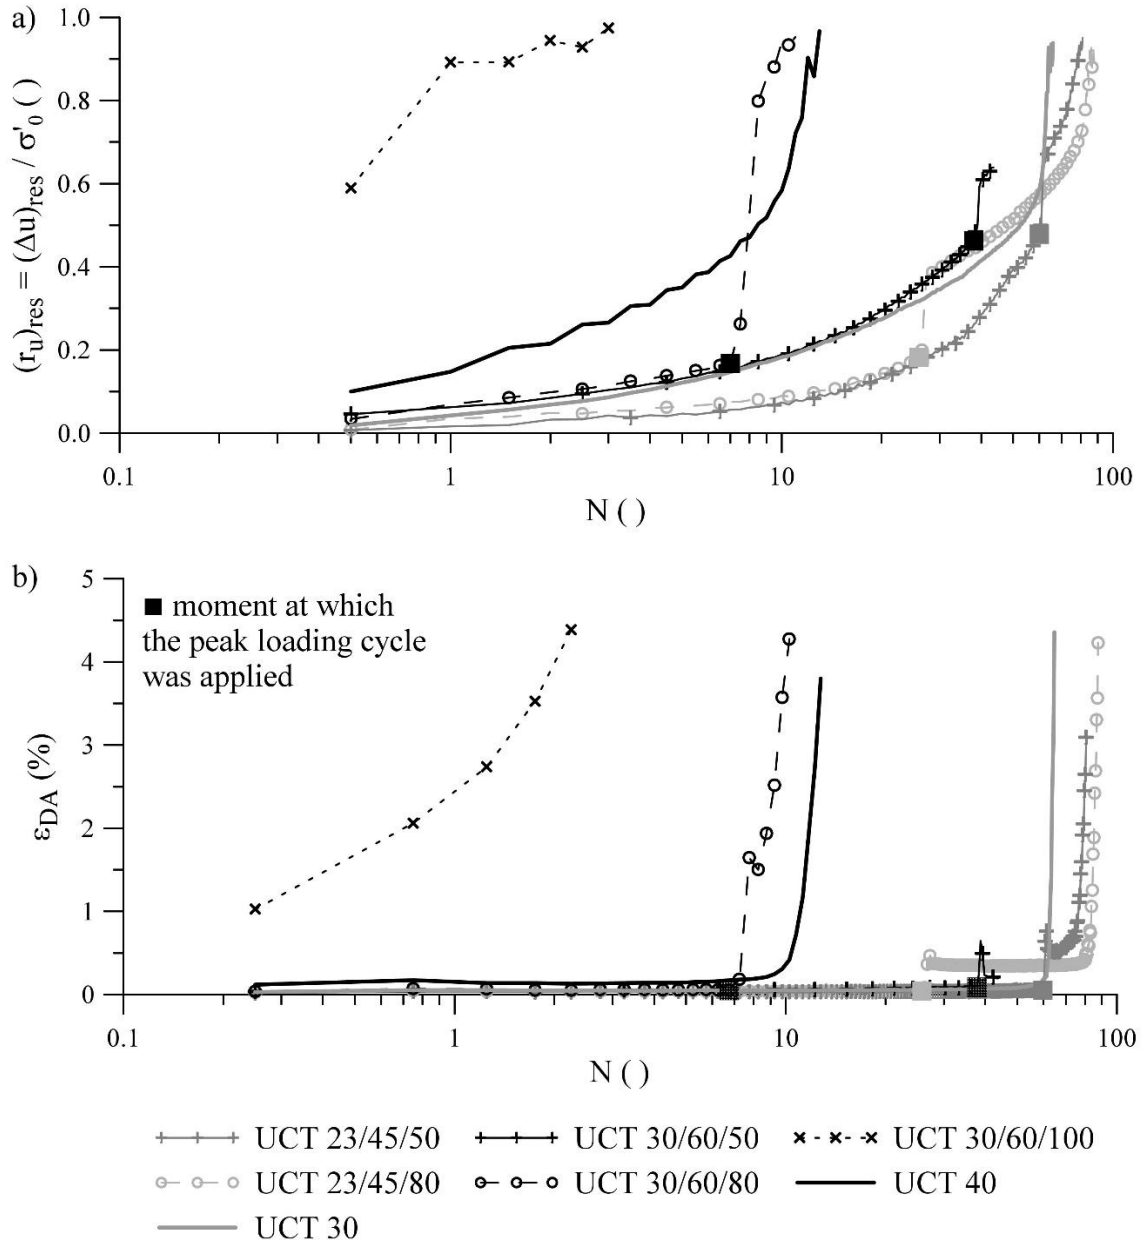 a)
1.0
0.8
0.6
0.4
0.2
0.0
(r_u)_res = (Δu)_res / σ'_0 ( )
0.1 1 10 100
N ( )
b)
5
4
3
2
1
0
ε_DA (%)
■ moment at which
the peak loading cycle
was applied
0.1 1 10 100
N ( )
UCT 23/45/50 UCT 30/60/50 UCT 30/60/100
UCT 23/45/80 UCT 30/60/80 UCT 40
UCT 30